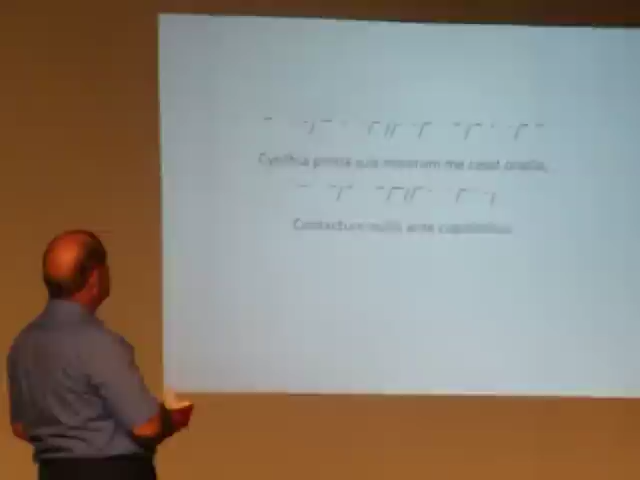 Cynthia prima suis miserum me cepit ocellis,
Contactum nullis ante cupidinibus